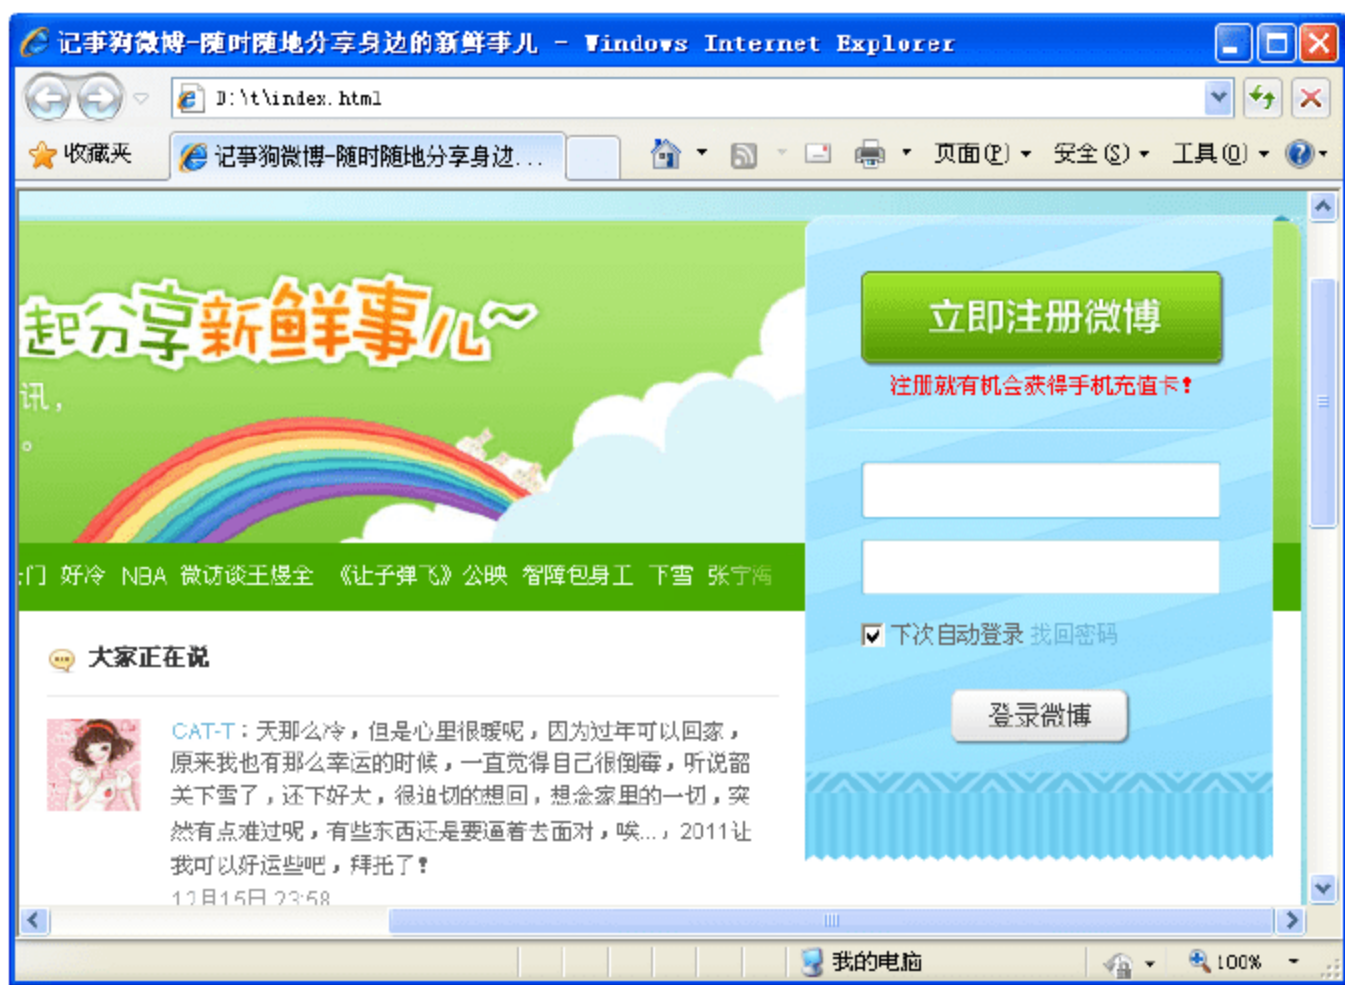 记事狗微博-随时随地分享身边的新鲜事儿 - Windows Internet Explorer
D:\t\index.html
收藏夹
记事狗微博-随时随地分享身边...
页面(P)
安全(S)
工具(O)
起分享新鲜事儿~
讯，
。
立即注册微博
注册就有机会获得手机充值卡！
门 好冷 NBA 微访谈王煜全 《让子弹飞》公映 智障包身工 下雪 张宁海
下次自动登录 找回密码
登录微博
大家正在说
CAT-T：天那么冷，但是心里很暖呢，因为过年可以回家，
原来我也有那么幸运的时候，一直觉得自己很倒霉，听说韶
关下雪了，还下好大，很迫切的想回，想念家里的一切，突
然有点难过呢，有些东西还是要逼着去面对，唉...，2011让
我可以好运些吧，拜托了！
12月15日 23:58
我的电脑
100%